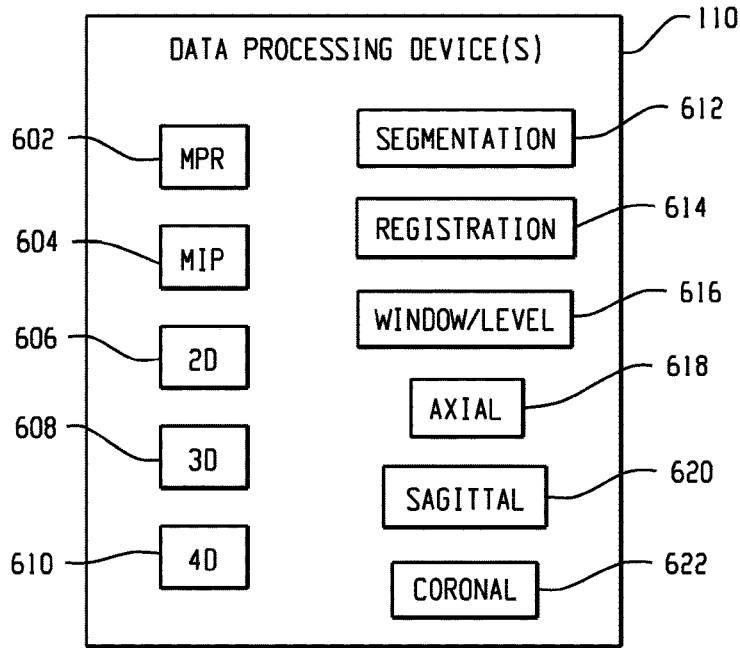 DATA PROCESSING DEVICE(S)
110
602
MPR
604
MIP
606
2D
608
3D
610
4D
SEGMENTATION
612
REGISTRATION
614
WINDOW/LEVEL
616
AXIAL
618
SAGITTAL
620
CORONAL
622